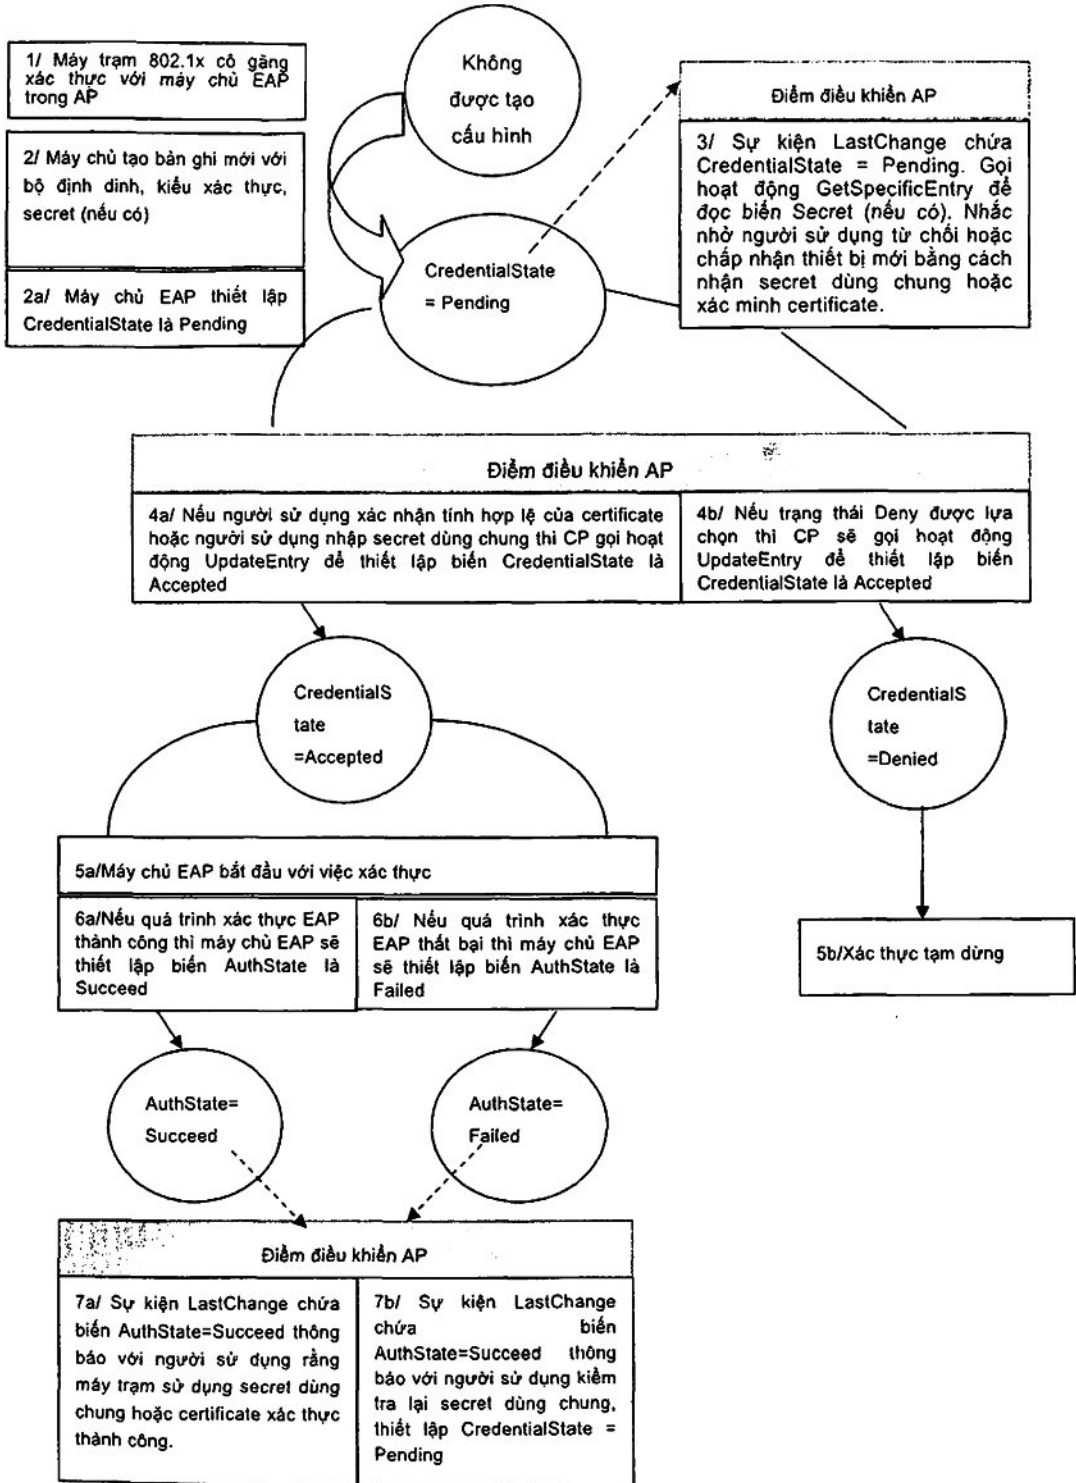 1/ Máy trạm 802.1x cố gắng
xác thực với máy chủ EAP
trong AP
2/ Máy chủ tạo bản ghi mới với
bộ định dinh, kiểu xác thực,
secret (nếu có)
2a/ Máy chủ EAP thiết lập
CredentialState là Pending
Không
được tạo
cấu hình
CredentialState
= Pending
Điểm điều khiển AP
3/ Sự kiện LastChange chứa
CredentialState = Pending. Gọi
hoạt động GetSpecificEntry để
đọc biến Secret (nếu có). Nhắc
nhở người sử dụng từ chối hoặc
chấp nhận thiết bị mới bằng cách
nhận secret dùng chung hoặc
xác minh certificate.
Điểm điều khiển AP
4a/ Nếu người sử dụng xác nhận tính hợp lệ của certificate
hoặc người sử dụng nhập secret dùng chung thì CP gọi hoạt
động UpdateEntry để thiết lập biến CredentialState là
Accepted
4b/ Nếu trạng thái Deny được lựa
chọn thì CP sẽ gọi hoạt động
UpdateEntry để thiết lập biến
CredentialState là Accepted
CredentialS
tate
=Accepted
CredentialS
tate
=Denied
5a/Máy chủ EAP bắt đầu với việc xác thực
6a/Nếu quá trình xác thực EAP
thành công thì máy chủ EAP sẽ
thiết lập biến AuthState là
Succeed
6b/ Nếu quá trình xác thực
EAP thất bại thì máy chủ EAP
sẽ thiết lập biến AuthState là
Failed
5b/Xác thực tạm dừng
AuthState=
Succeed
AuthState=
Failed
Điểm điều khiển AP
7a/ Sự kiện LastChange chứa
biến AuthState=Succeed thông
báo với người sử dụng rằng
máy trạm sử dụng secret dùng
chung hoặc certificate xác thực
thành công.
7b/ Sự kiện LastChange
chứa biến
AuthState=Succeed thông
báo với người sử dụng kiểm
tra lại secret dùng chung,
thiết lập CredentialState =
Pending